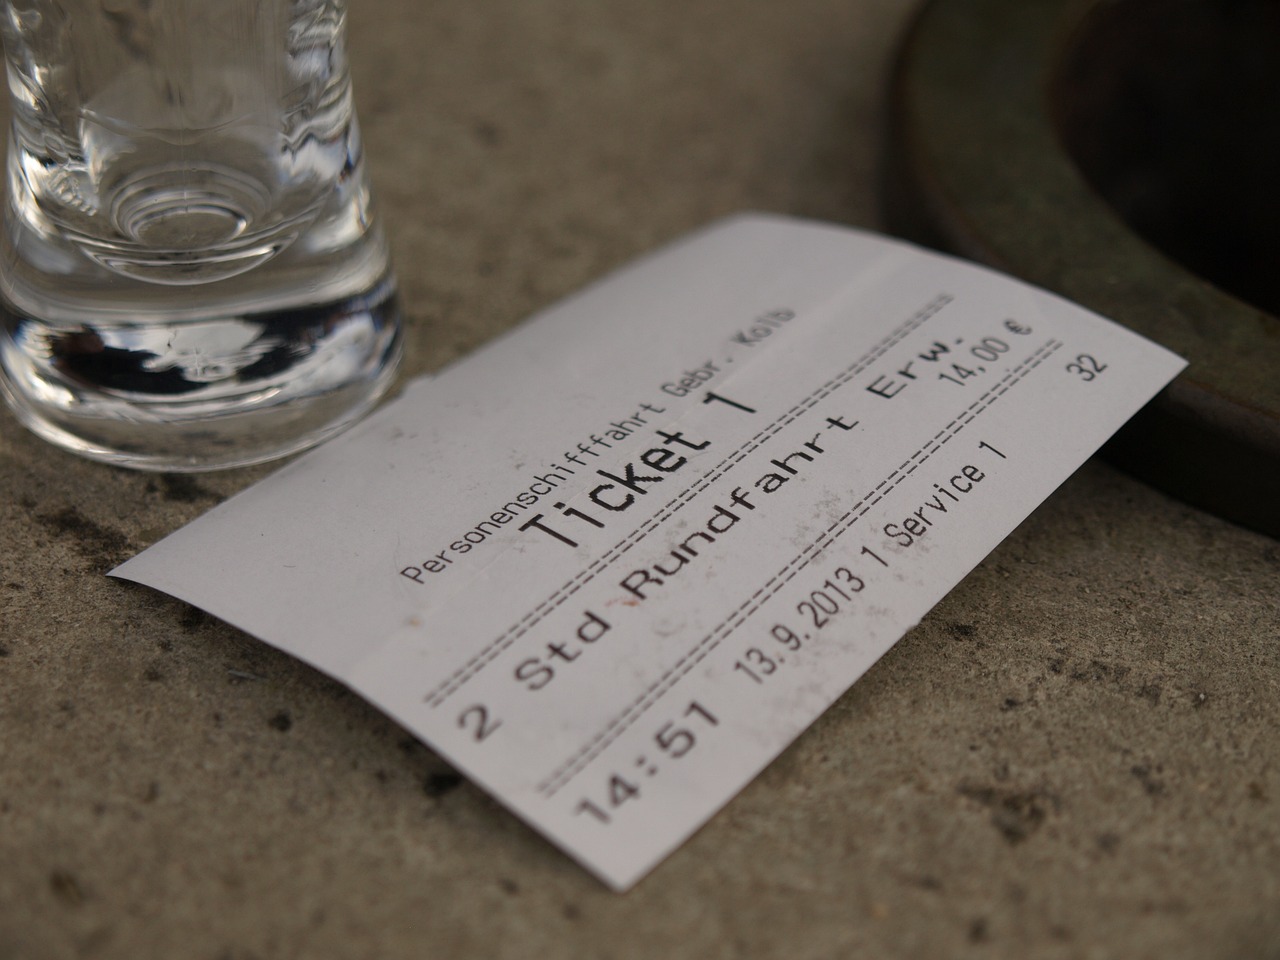 Personenschifffahrt Gebr. Kolb
Ticket 1
================================
2 Std Rundfahrt Erw.
14,00 €
================================
32
14:51 13.9.2013 1 Service 1